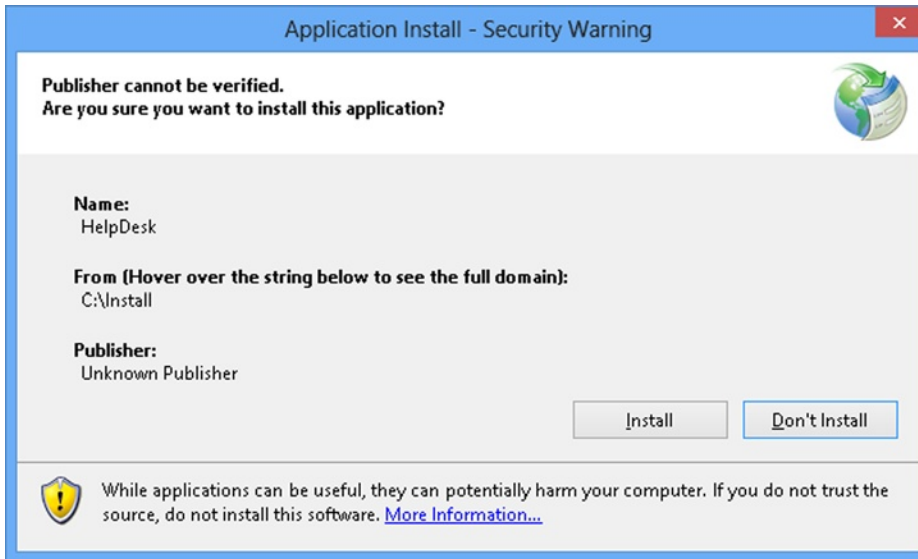 Application Install - Security Warning
Publisher cannot be verified.
Are you sure you want to install this application?
Name:
HelpDesk
From (Hover over the string below to see the full domain):
C:\Install
Publisher:
Unknown Publisher
Install
Don't Install
While applications can be useful, they can potentially harm your computer. If you do not trust the
source, do not install this software. More Information...